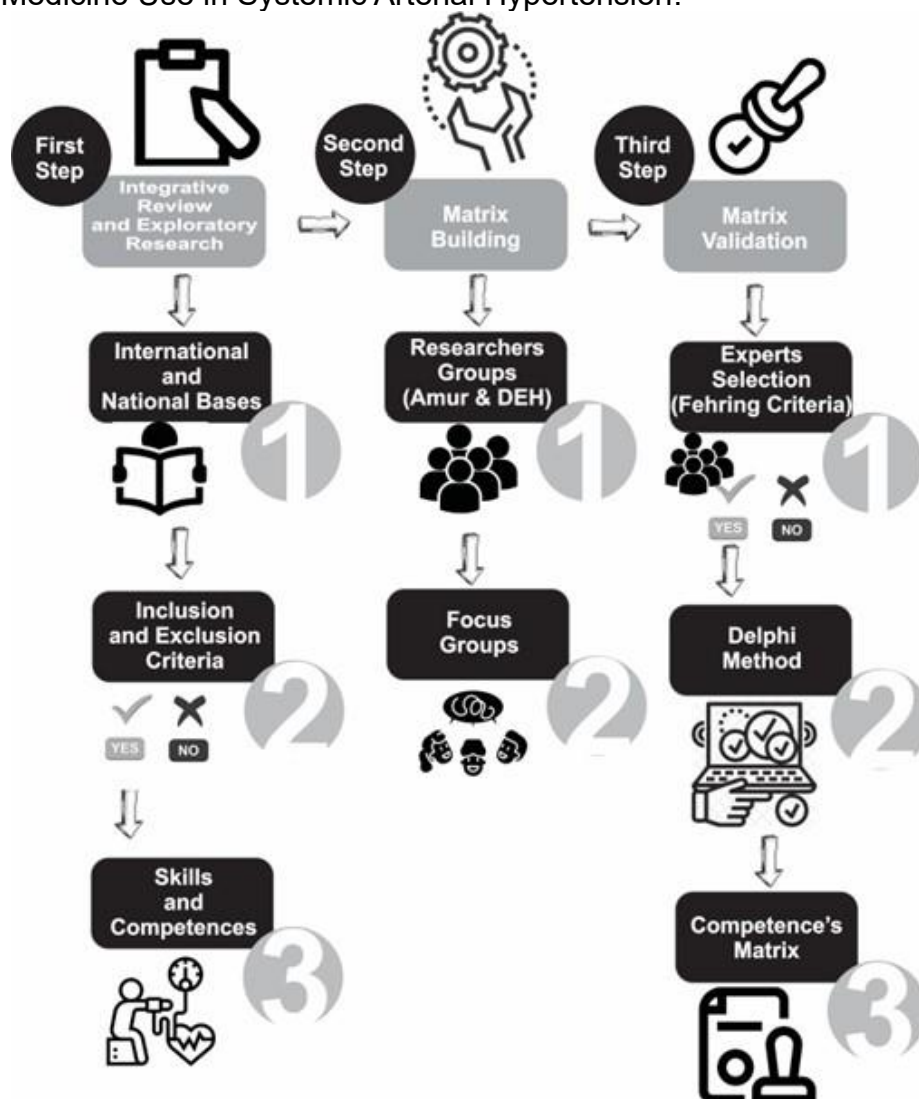 Medicine Use in Systemic Arterial Hypertension.
First
Step
Integrative
Review
and Exploratory
Research
Second
Step
Matrix
Building
Third
Step
Matrix
Validation
International
and
National Bases
1
Researchers
Groups
(Amur & DEH)
1
Experts
Selection
(Fehring Criteria)
1
YES
NO
Inclusion
and Exclusion
Criteria
2
YES
NO
Focus
Groups
2
Delphi
Method
2
Skills
and
Competences
3
Competence's
Matrix
3